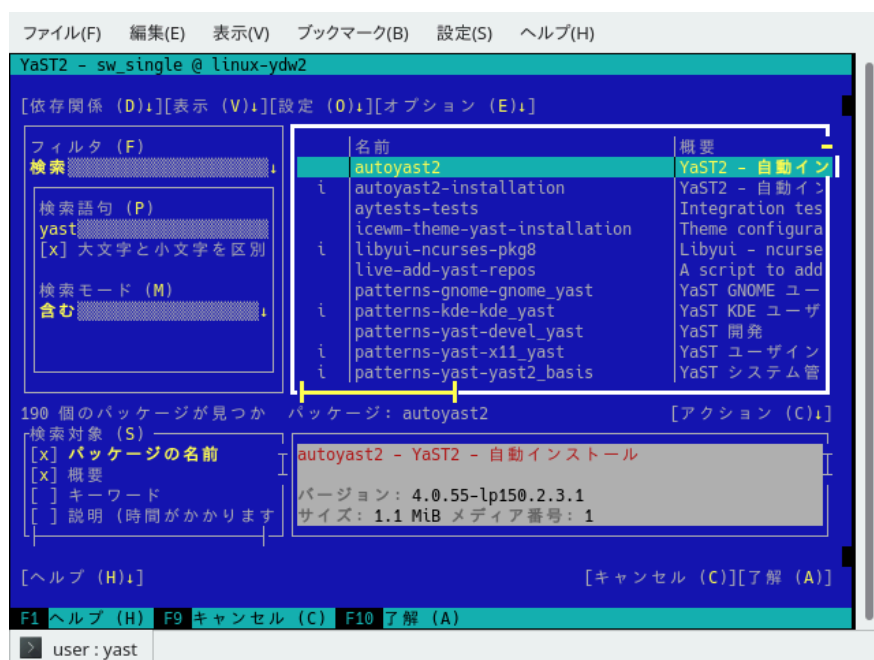 ファイル(F) 編集(E) 表示(V) ブックマーク(B) 設定(S) ヘルプ(H)
YaST2 - sw_single @ linux-ydw2
[依存関係 (D)↓][表示 (V)↓][設定 (O)↓][オプション (E)↓]
フィルタ (F)
検索↓
検索語句 (P)
yast
[x] 大文字と小文字を区別
検索モード (M)
含む↓
名前 概要
autoyast2 YaST2 - 自動イン
i autoyast2-installation YaST2 - 自動イン
aytests-tests Integration tes
icewm-theme-yast-installation Theme configura
i libyui-ncurses-pkg8 Libyui - ncurse
live-add-yast-repos A script to add
patterns-gnome-gnome_yast YaST GNOME ユー
i patterns-kde-kde_yast YaST KDE ユーザ
patterns-yast-devel_yast YaST 開発
i patterns-yast-x11_yast YaST ユーザイン
i patterns-yast-yast2_basis YaST システム管
190 個のパッケージが見つか パッケージ: autoyast2 [アクション (C)↓]
検索対象 (S)
[x] パッケージの名前
[x] 概要
[ ] キーワード
[ ] 説明 (時間がかかります
autoyast2 - YaST2 - 自動インストール
バージョン: 4.0.55-lp150.2.3.1
サイズ: 1.1 MiB メディア番号: 1
[ヘルプ (H)↓] [キャンセル (C)][了解 (A)]
F1 ヘルプ (H) F9 キャンセル (C) F10 了解 (A)
user : yast